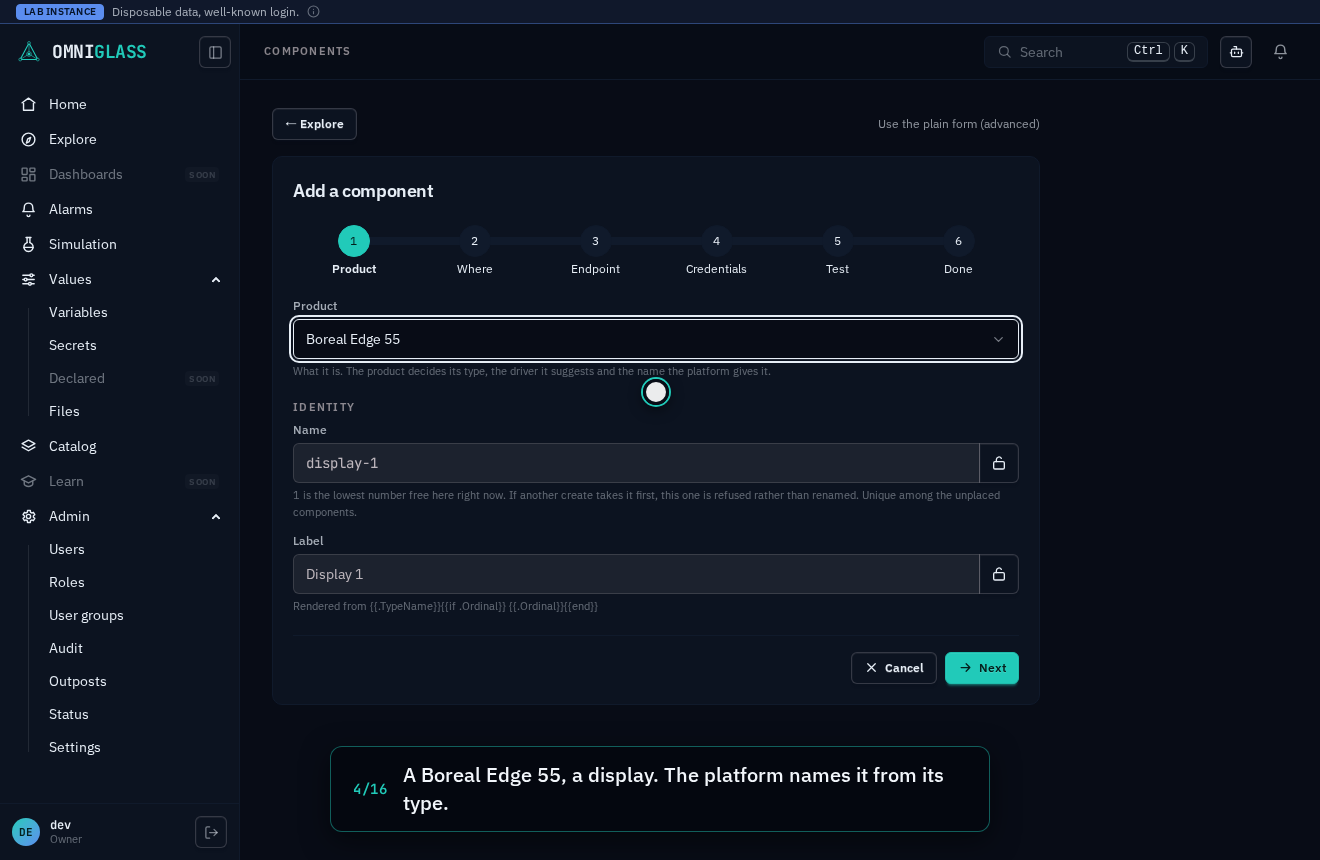 LAB INSTANCE Disposable data, well-known login.
OMNIGLASS
COMPONENTS
Search
Ctrl K
Home
Explore
Dashboards SOON
Alarms
Simulation
Values
Variables
Secrets
Declared SOON
Files
Catalog
Learn SOON
Admin
Users
Roles
User groups
Audit
Outposts
Status
Settings
DE
dev
Owner
← Explore
Use the plain form (advanced)
Add a component
1 2 3 4 5 6
Product Where Endpoint Credentials Test Done
Product
Boreal Edge 55
What it is. The product decides its type, the driver it suggests and the name the platform gives it.
IDENTITY
Name
display-1
1 is the lowest number free here right now. If another create takes it first, this one is refused rather than renamed. Unique among the unplaced
components.
Label
Display 1
Rendered from {{.TypeName}}{{if .Ordinal}} {{.Ordinal}}{{end}}
Cancel
Next
4/16
A Boreal Edge 55, a display. The platform names it from its
type.